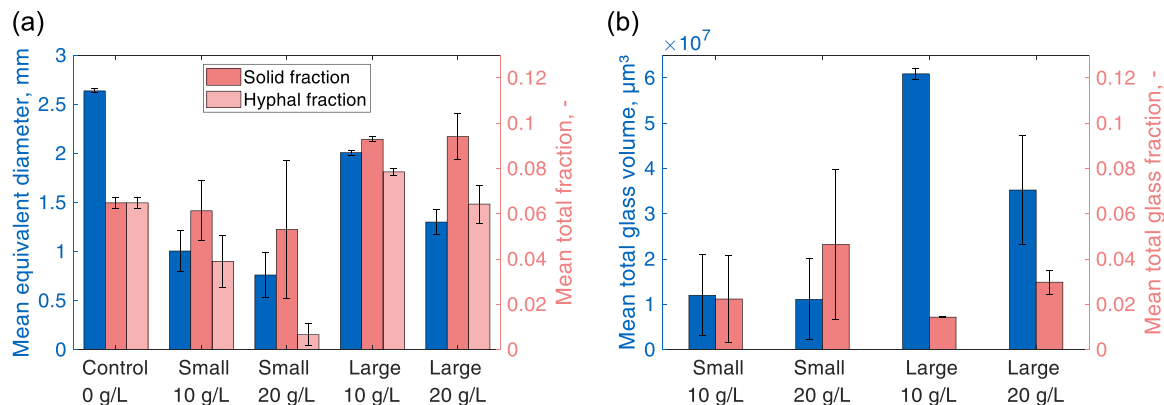 (a)
Mean equivalent diameter, mm
3
2.5
2
1.5
1
0.5
0
Solid fraction
Hyphal fraction
0.12
0.1
0.08
0.06
0.04
0.02
0
Mean total fraction, -
Control Small Small Large Large
0 g/L 10 g/L 20 g/L 10 g/L 20 g/L
(b)
×10⁷
Mean total glass volume, µm³
6
5
4
3
2
1
0
0.12
0.1
0.08
0.06
0.04
0.02
0
Mean total glass fraction, -
Small Small Large Large
10 g/L 20 g/L 10 g/L 20 g/L